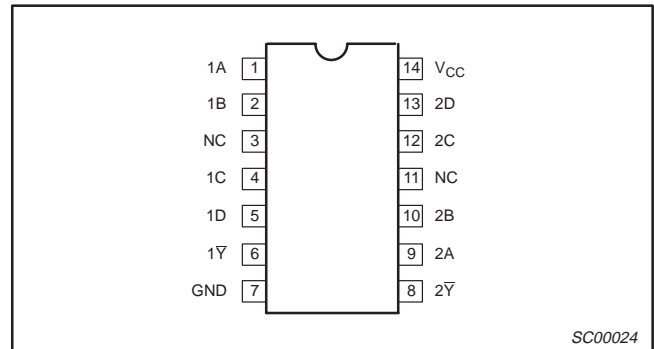 1A 1 14 VCC
1B 2 13 2D
NC 3 12 2C
1C 4 11 NC
1D 5 10 2B
1Y̅ 6 9 2A
GND 7 8 2Y̅
SC00024